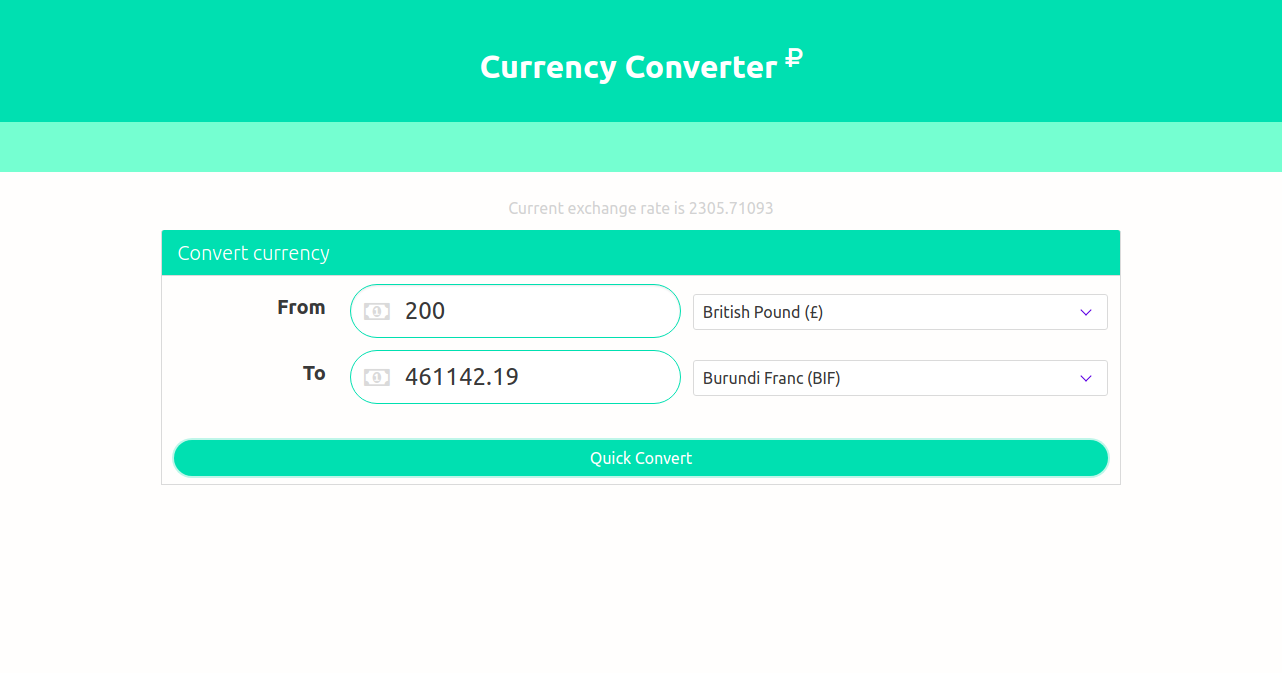 Currency Converter ₽
Current exchange rate is 2305.71093
Convert currency
From 200 British Pound (£)
To 461142.19 Burundi Franc (BIF)
Quick Convert